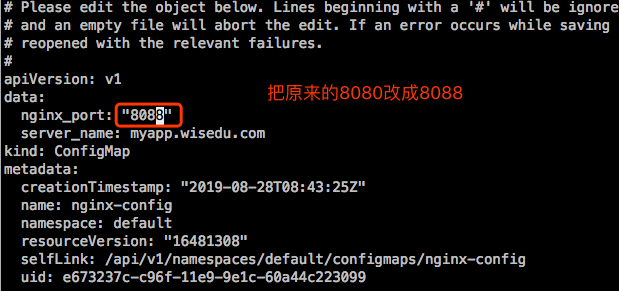 # Please edit the object below. Lines beginning with a '#' will be ignore
# and an empty file will abort the edit. If an error occurs while saving
# reopened with the relevant failures.
#
apiVersion: v1
data:
把原来的8080改成8088
  nginx_port: "8088"
  server_name: myapp.wisedu.com
kind: ConfigMap
metadata:
  creationTimestamp: "2019-08-28T08:43:25Z"
  name: nginx-config
  namespace: default
  resourceVersion: "16481308"
  selfLink: /api/v1/namespaces/default/configmaps/nginx-config
  uid: e673237c-c96f-11e9-9e1c-60a44c223099